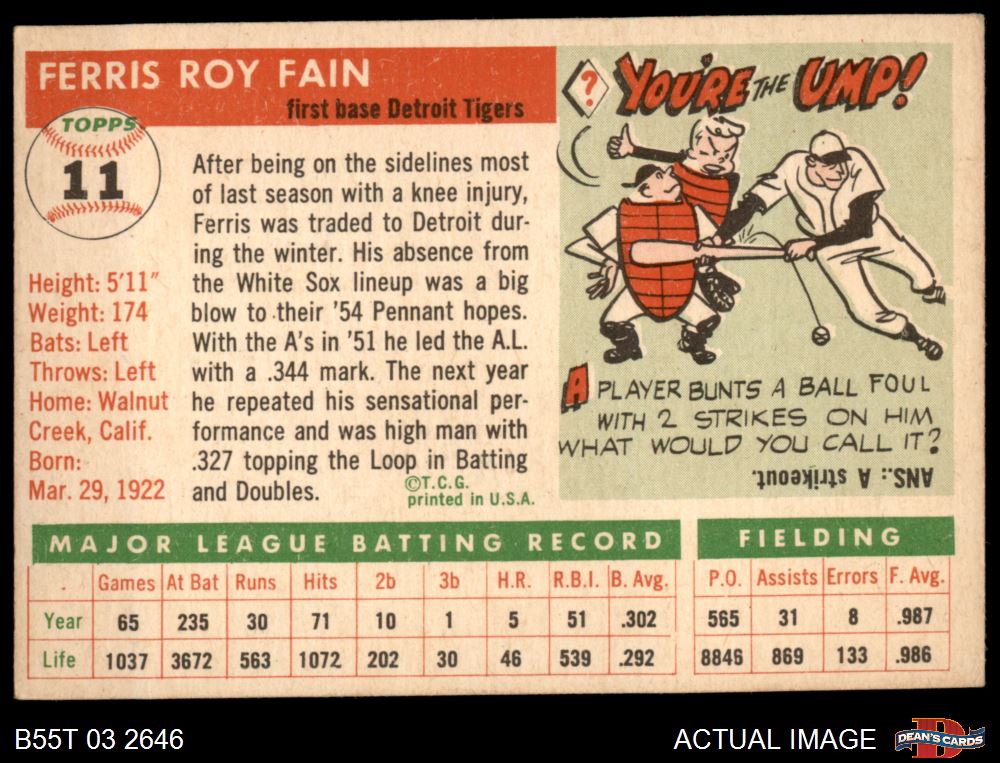 FERRIS ROY FAIN
first base Detroit Tigers
TOPPS
11
After being on the sidelines most
of last season with a knee injury,
Ferris was traded to Detroit dur-
ing the winter. His absence from
the White Sox lineup was a big
blow to their '54 Pennant hopes.
With the A's in '51 he led the A.L.
with a .344 mark. The next year
he repeated his sensational per-
formance and was high man with
.327 topping the Loop in Batting
and Doubles.
©T.C.G.
printed in U.S.A.
Height: 5'11"
Weight: 174
Bats: Left
Throws: Left
Home: Walnut
Creek, Calif.
Born:
Mar. 29, 1922
? YOU'RE THE UMP!
A PLAYER BUNTS A BALL FOUL
WITH 2 STRIKES ON HIM
WHAT WOULD YOU CALL IT?
ANS.: A strikeout.
MAJOR LEAGUE BATTING RECORD
Games At Bat Runs Hits 2b 3b H.R. R.B.I. B. Avg.
Year 65 235 30 71 10 1 5 51 .302
Life 1037 3672 563 1072 202 30 46 539 .292
FIELDING
P.O. Assists Errors F. Avg.
565 31 8 .987
8846 869 133 .986
B55T 03 2646
ACTUAL IMAGE
D
DEAN'S CARDS